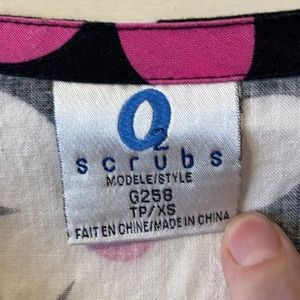 O2
scrubs
MODELE/STYLE
G258
TP/XS
FAIT EN CHINE/MADE IN CHINA